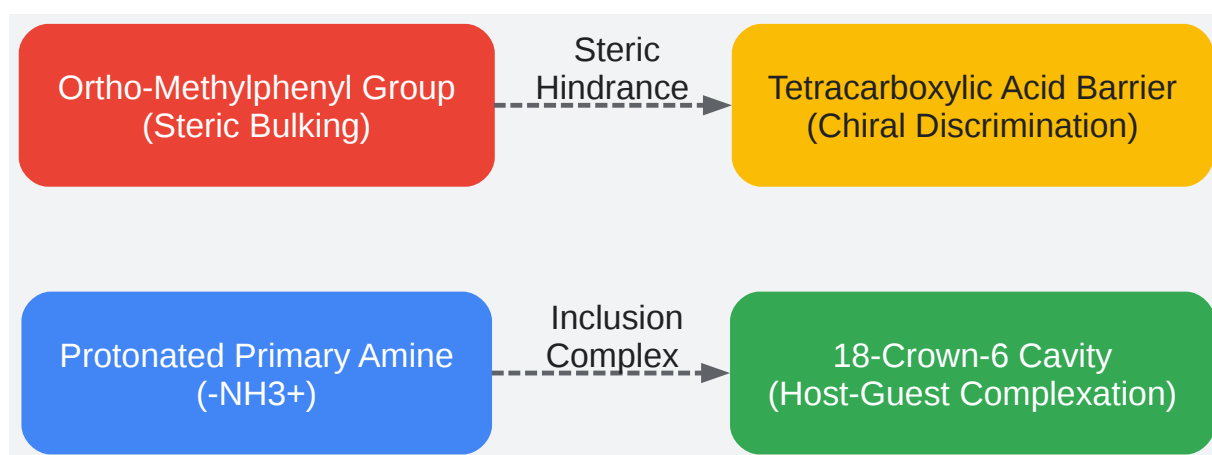 Ortho-Methylphenyl Group
(Steric Bulking)
Steric
Hindrance
Tetracarboxylic Acid Barrier
(Chiral Discrimination)
Protonated Primary Amine
(-NH3+)
Inclusion
Complex
18-Crown-6 Cavity
(Host-Guest Complexation)